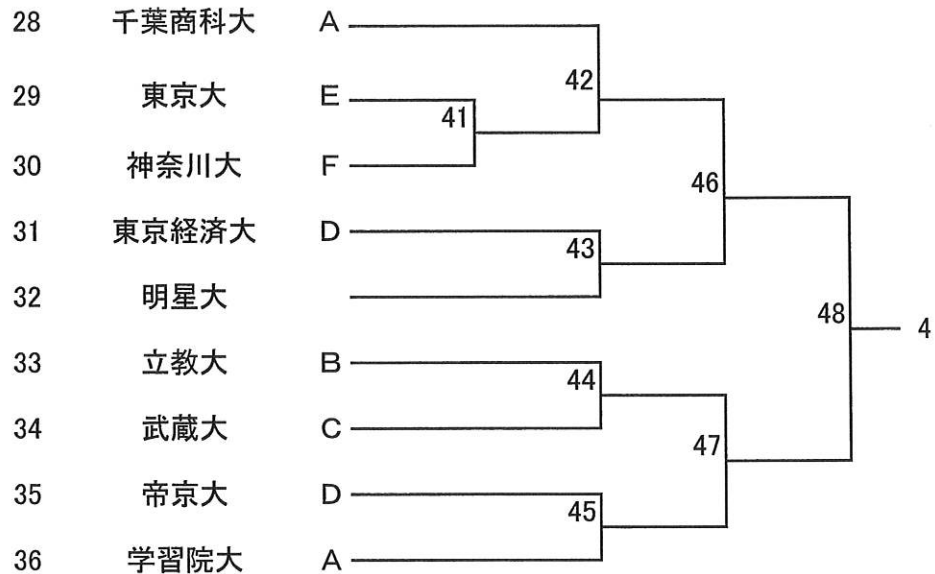 28 千葉商科大 A
42
29 東京大 E
41
30 神奈川大 F
46
31 東京経済大 D
43
32 明星大
48 4
33 立教大 B
44
34 武蔵大 C
47
35 帝京大 D
45
36 学習院大 A